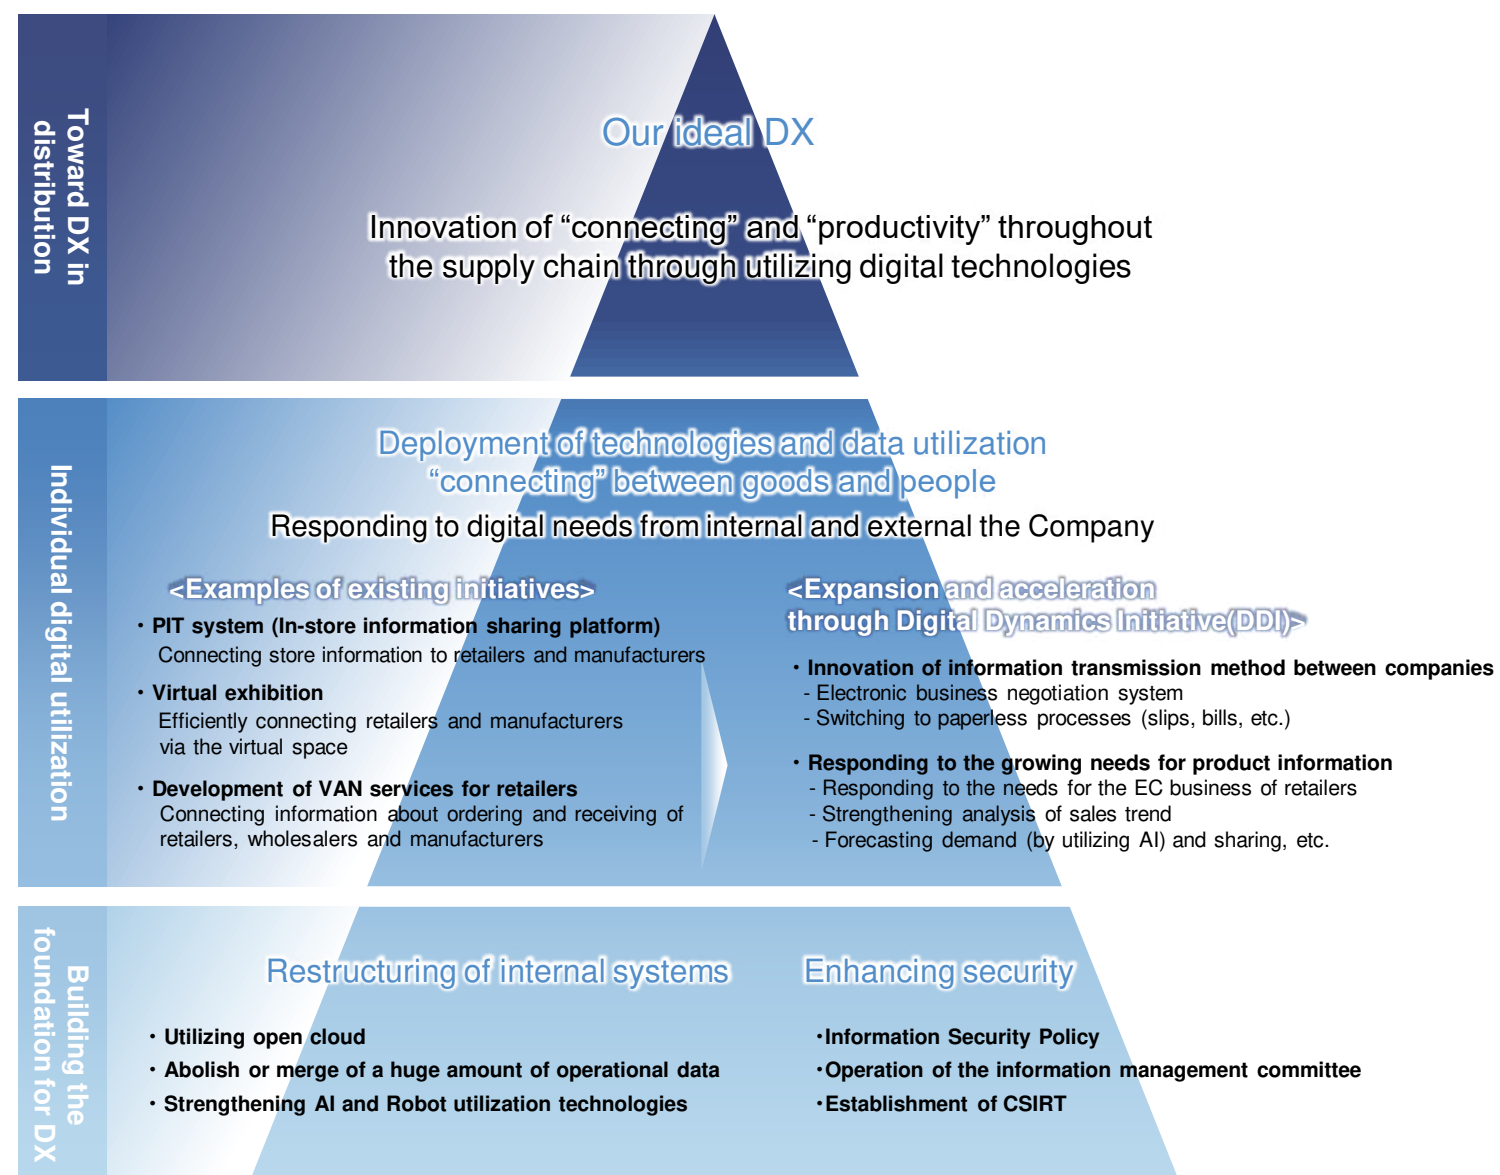 Toward DX in
distribution
Our ideal DX
Innovation of “connecting” and “productivity” throughout
the supply chain through utilizing digital technologies
Individual digital utilization
Deployment of technologies and data utilization
“connecting” between goods and people
Responding to digital needs from internal and external the Company
<Examples of existing initiatives>
・PIT system (In-store information sharing platform)
Connecting store information to retailers and manufacturers
・Virtual exhibition
Efficiently connecting retailers and manufacturers
via the virtual space
・Development of VAN services for retailers
Connecting information about ordering and receiving of
retailers, wholesalers and manufacturers
<Expansion and acceleration
through Digital Dynamics Initiative(DDI)>
・Innovation of information transmission method between companies
- Electronic business negotiation system
- Switching to paperless processes (slips, bills, etc.)
・Responding to the growing needs for product information
- Responding to the needs for the EC business of retailers
- Strengthening analysis of sales trend
- Forecasting demand (by utilizing AI) and sharing, etc.
Building the
foundation for DX
Restructuring of internal systems
・Utilizing open cloud
・Abolish or merge of a huge amount of operational data
・Strengthening AI and Robot utilization technologies
Enhancing security
・Information Security Policy
・Operation of the information management committee
・Establishment of CSIRT